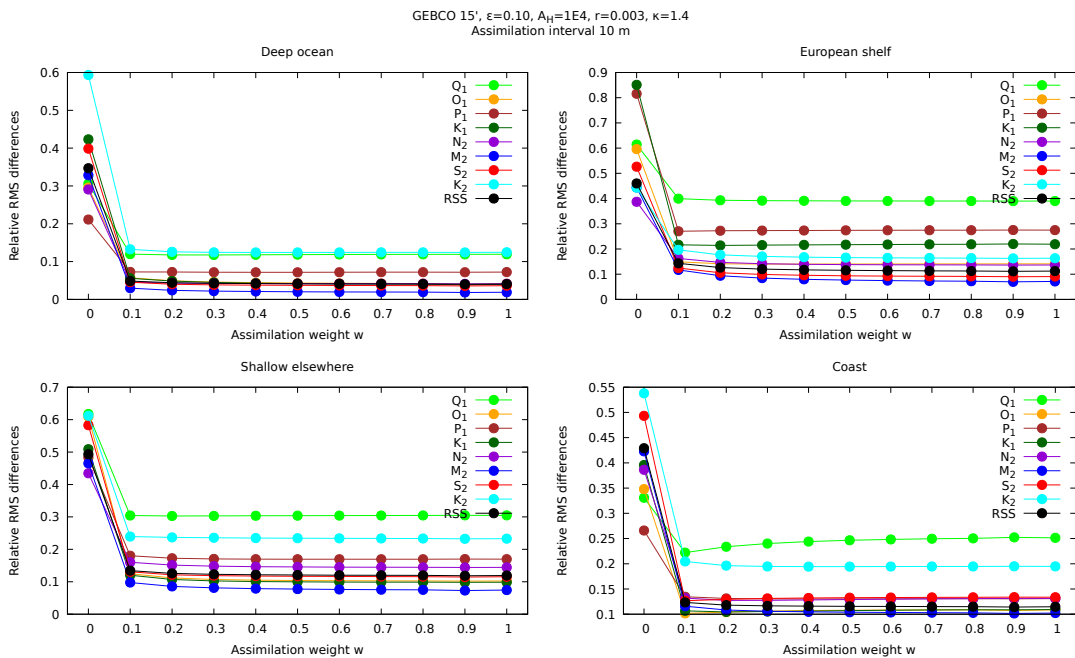 GEBCO 15', ε=0.10, A_H=1E4, r=0.003, κ=1.4
Assimilation interval 10 m
Deep ocean
Relative RMS differences
0.6
0.5
0.4
0.3
0.2
0.1
0
Q₁
O₁
P₁
K₁
N₂
M₂
S₂
K₂
RSS
0 0.1 0.2 0.3 0.4 0.5 0.6 0.7 0.8 0.9 1
Assimilation weight w
European shelf
Relative RMS differences
0.9
0.8
0.7
0.6
0.5
0.4
0.3
0.2
0.1
0
Q₁
O₁
P₁
K₁
N₂
M₂
S₂
K₂
RSS
0 0.1 0.2 0.3 0.4 0.5 0.6 0.7 0.8 0.9 1
Assimilation weight w
Shallow elsewhere
Relative RMS differences
0.7
0.6
0.5
0.4
0.3
0.2
0.1
0
Q₁
O₁
P₁
K₁
N₂
M₂
S₂
K₂
RSS
0 0.1 0.2 0.3 0.4 0.5 0.6 0.7 0.8 0.9 1
Assimilation weight w
Coast
Relative RMS differences
0.55
0.5
0.45
0.4
0.35
0.3
0.25
0.2
0.15
0.1
Q₁
O₁
P₁
K₁
N₂
M₂
S₂
K₂
RSS
0 0.1 0.2 0.3 0.4 0.5 0.6 0.7 0.8 0.9 1
Assimilation weight w